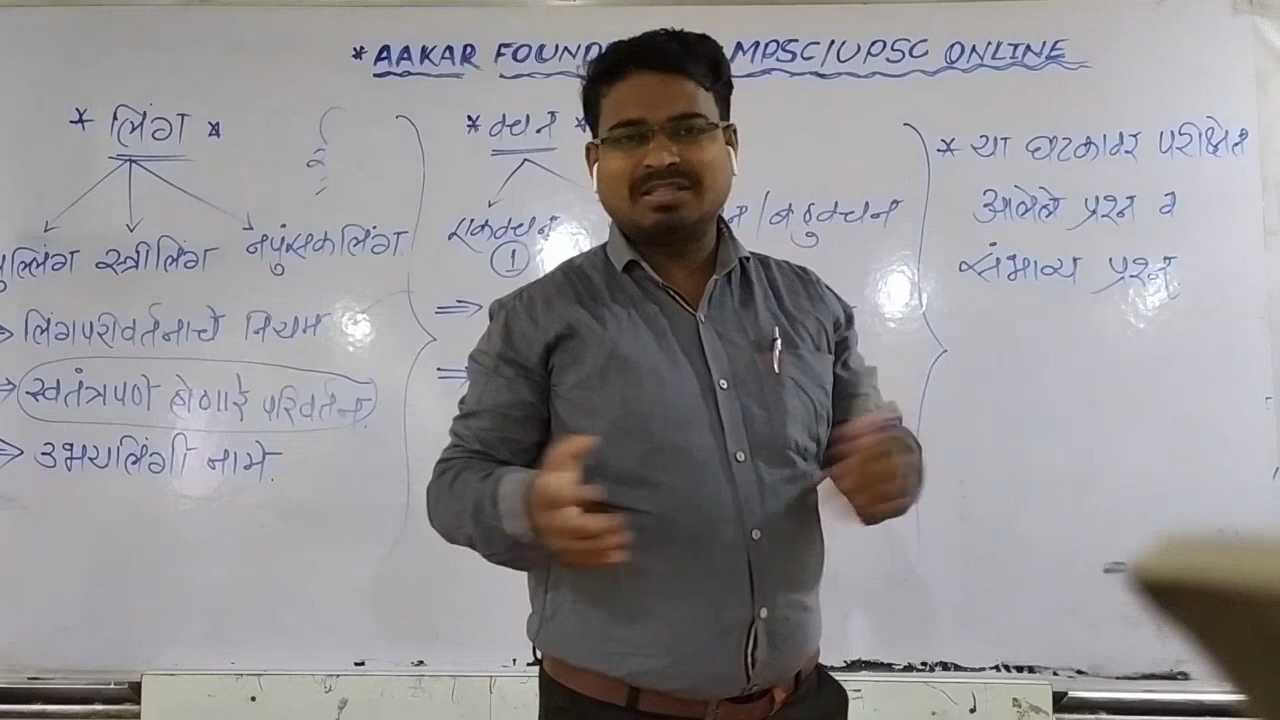 * AAKAR FOUND MPSC/UPSC ONLINE
* लिंग *
पुल्लिंग स्त्रीलिंग नपुंसकलिंग
→ लिंगपरिवर्तनाचे नियम
⇒ स्वतंत्रपणे होणारे परिवर्तन
⇒ उभयलिंगी नामे.
* वचन *
एकवचन न/बहुवचन
①
⇒
⇒
* या घटकावर परीक्षेत
आलेले प्रश्न व
संभाव्य प्रश्न